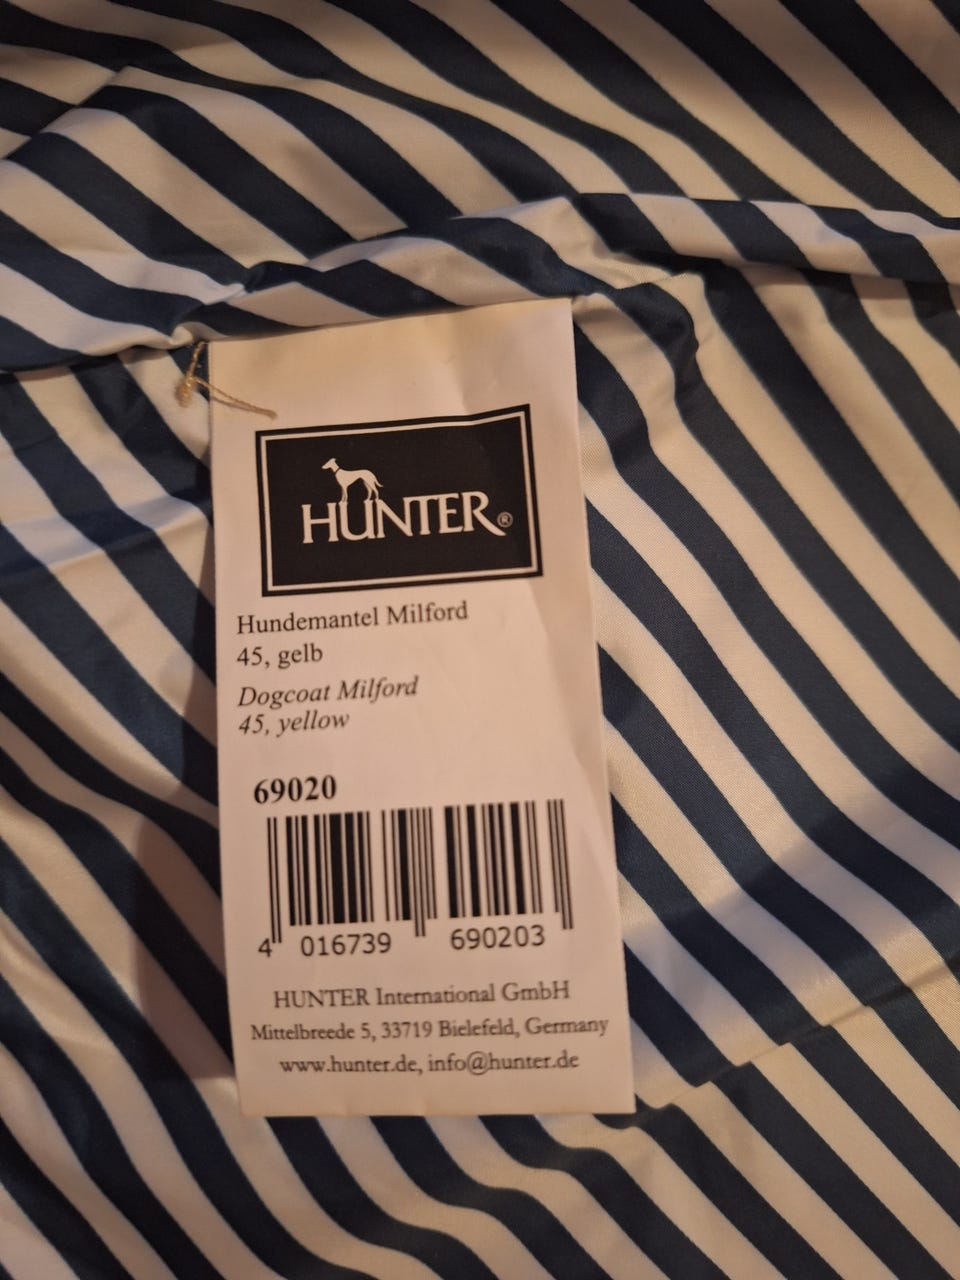 HUNTER®
Hundemantel Milford
45, gelb
Dogcoat Milford
45, yellow
69020
4 016739 690203
HUNTER International GmbH
Mittelbreede 5, 33719 Bielefeld, Germany
www.hunter.de, info@hunter.de